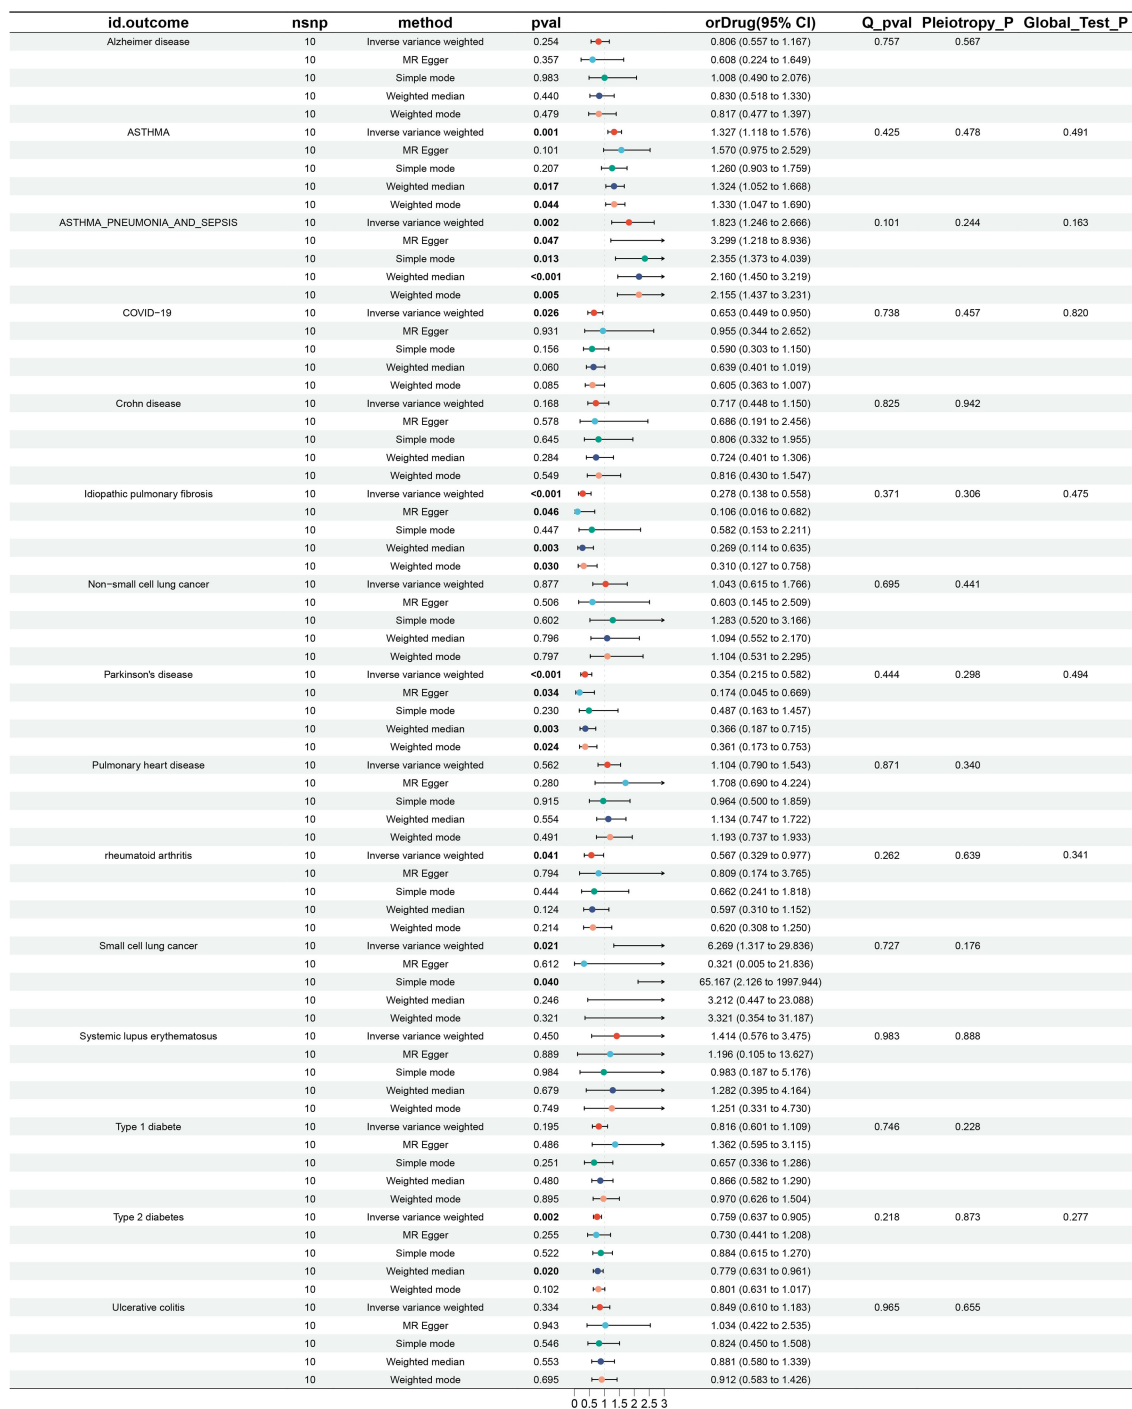 id.outcome nsnp method pval orDrug(95% CI) Q_pval Pleiotropy_P Global_Test_P
Alzheimer disease 10 Inverse variance weighted 0.254 0.806 (0.557 to 1.167) 0.757 0.567
10 MR Egger 0.357 0.608 (0.224 to 1.649)
10 Simple mode 0.983 1.008 (0.490 to 2.076)
10 Weighted median 0.440 0.830 (0.518 to 1.330)
10 Weighted mode 0.479 0.817 (0.477 to 1.397)
ASTHMA 10 Inverse variance weighted 0.001 1.327 (1.118 to 1.576) 0.425 0.478 0.491
10 MR Egger 0.101 1.570 (0.975 to 2.529)
10 Simple mode 0.207 1.260 (0.903 to 1.759)
10 Weighted median 0.017 1.324 (1.052 to 1.668)
10 Weighted mode 0.044 1.330 (1.047 to 1.690)
ASTHMA_PNEUMONIA_AND_SEPSIS 10 Inverse variance weighted 0.002 1.823 (1.246 to 2.666) 0.101 0.244 0.163
10 MR Egger 0.047 3.299 (1.218 to 8.936)
10 Simple mode 0.013 2.355 (1.373 to 4.039)
10 Weighted median <0.001 2.160 (1.450 to 3.219)
10 Weighted mode 0.005 2.155 (1.437 to 3.231)
COVID−19 10 Inverse variance weighted 0.026 0.653 (0.449 to 0.950) 0.738 0.457 0.820
10 MR Egger 0.931 0.955 (0.344 to 2.652)
10 Simple mode 0.156 0.590 (0.303 to 1.150)
10 Weighted median 0.060 0.639 (0.401 to 1.019)
10 Weighted mode 0.085 0.605 (0.363 to 1.007)
Crohn disease 10 Inverse variance weighted 0.168 0.717 (0.448 to 1.150) 0.825 0.942
10 MR Egger 0.578 0.686 (0.191 to 2.456)
10 Simple mode 0.645 0.806 (0.332 to 1.955)
10 Weighted median 0.284 0.724 (0.401 to 1.306)
10 Weighted mode 0.549 0.816 (0.430 to 1.547)
Idiopathic pulmonary fibrosis 10 Inverse variance weighted <0.001 0.278 (0.138 to 0.558) 0.371 0.306 0.475
10 MR Egger 0.046 0.106 (0.016 to 0.682)
10 Simple mode 0.447 0.582 (0.153 to 2.211)
10 Weighted median 0.003 0.269 (0.114 to 0.635)
10 Weighted mode 0.030 0.310 (0.127 to 0.758)
Non−small cell lung cancer 10 Inverse variance weighted 0.877 1.043 (0.615 to 1.766) 0.695 0.441
10 MR Egger 0.506 0.603 (0.145 to 2.509)
10 Simple mode 0.602 1.283 (0.520 to 3.166)
10 Weighted median 0.796 1.094 (0.552 to 2.170)
10 Weighted mode 0.797 1.104 (0.531 to 2.295)
Parkinson's disease 10 Inverse variance weighted <0.001 0.354 (0.215 to 0.582) 0.444 0.298 0.494
10 MR Egger 0.034 0.174 (0.045 to 0.669)
10 Simple mode 0.230 0.487 (0.163 to 1.457)
10 Weighted median 0.003 0.366 (0.187 to 0.715)
10 Weighted mode 0.024 0.361 (0.173 to 0.753)
Pulmonary heart disease 10 Inverse variance weighted 0.562 1.104 (0.790 to 1.543) 0.871 0.340
10 MR Egger 0.280 1.708 (0.690 to 4.224)
10 Simple mode 0.915 0.964 (0.500 to 1.859)
10 Weighted median 0.554 1.134 (0.747 to 1.722)
10 Weighted mode 0.491 1.193 (0.737 to 1.933)
rheumatoid arthritis 10 Inverse variance weighted 0.041 0.567 (0.329 to 0.977) 0.262 0.639 0.341
10 MR Egger 0.794 0.809 (0.174 to 3.765)
10 Simple mode 0.444 0.662 (0.241 to 1.818)
10 Weighted median 0.124 0.597 (0.310 to 1.152)
10 Weighted mode 0.214 0.620 (0.308 to 1.250)
Small cell lung cancer 10 Inverse variance weighted 0.021 6.269 (1.317 to 29.836) 0.727 0.176
10 MR Egger 0.612 0.321 (0.005 to 21.836)
10 Simple mode 0.040 65.167 (2.126 to 1997.944)
10 Weighted median 0.246 3.212 (0.447 to 23.088)
10 Weighted mode 0.321 3.321 (0.354 to 31.187)
Systemic lupus erythematosus 10 Inverse variance weighted 0.450 1.414 (0.576 to 3.475) 0.983 0.888
10 MR Egger 0.889 1.196 (0.105 to 13.627)
10 Simple mode 0.984 0.983 (0.187 to 5.176)
10 Weighted median 0.679 1.282 (0.395 to 4.164)
10 Weighted mode 0.749 1.251 (0.331 to 4.730)
Type 1 diabete 10 Inverse variance weighted 0.195 0.816 (0.601 to 1.109) 0.746 0.228
10 MR Egger 0.486 1.362 (0.595 to 3.115)
10 Simple mode 0.251 0.657 (0.336 to 1.286)
10 Weighted median 0.480 0.866 (0.582 to 1.290)
10 Weighted mode 0.895 0.970 (0.626 to 1.504)
Type 2 diabetes 10 Inverse variance weighted 0.002 0.759 (0.637 to 0.905) 0.218 0.873 0.277
10 MR Egger 0.255 0.730 (0.441 to 1.208)
10 Simple mode 0.522 0.884 (0.615 to 1.270)
10 Weighted median 0.020 0.779 (0.631 to 0.961)
10 Weighted mode 0.102 0.801 (0.631 to 1.017)
Ulcerative colitis 10 Inverse variance weighted 0.334 0.849 (0.610 to 1.183) 0.965 0.655
10 MR Egger 0.943 1.034 (0.422 to 2.535)
10 Simple mode 0.546 0.824 (0.450 to 1.508)
10 Weighted median 0.553 0.881 (0.580 to 1.339)
10 Weighted mode 0.695 0.912 (0.583 to 1.426)
0 0.5 1 1.5 2 2.5 3